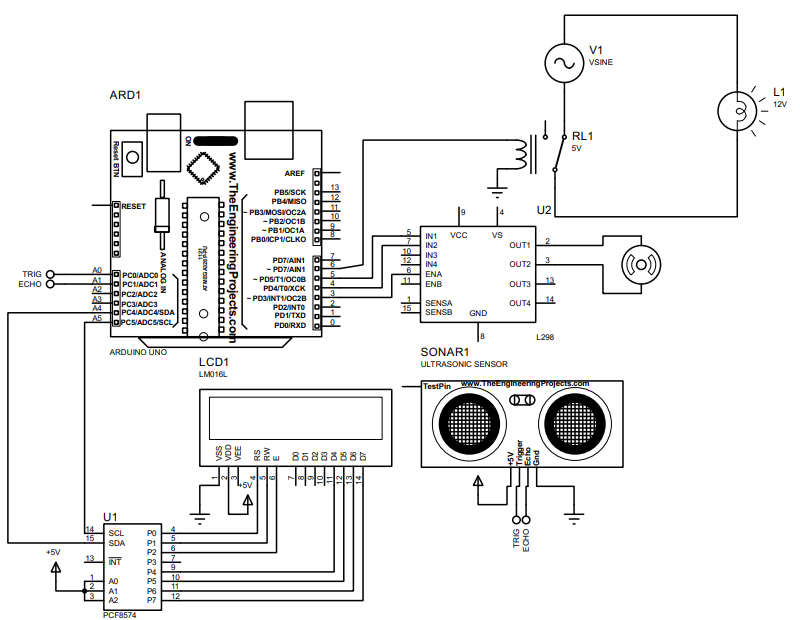 V1
VSINE
L1
12V
ARD1
RL1
5V
ON
Reset BTN
www.TheEngineeringProjects.com
AREF
PB5/SCK 13
PB4/MISO 12
~ PB3/MOSI/OC2A 11
~ PB2/OC1B 10
~ PB1/OC1A 9
PB0/ICP1/CLKO 8
RESET
ANALOG IN
PD7/AIN1 7
~ PD7/AIN1 6
~ PD5/T1/OC0B 5
PD4/T0/XCK 4
~ PD3/INT1/OC2B 3
PD2/INT0 2
PD1/TXD 1
PD0/RXD 0
TRIG A0 PC0/ADC0
ECHO A1 PC1/ADC1
A2 PC2/ADC2
A3 PC3/ADC3
A4 PC4/ADC4/SDA
A5 PC5/ADC5/SCL
ARDUINO UNO
U2
9 4
VCC VS
5 IN1 OUT1 2
7 IN2 OUT2 3
10 IN3 OUT3 13
12 IN4 OUT4 14
6 ENA
11 ENB
1 SENSA
15 SENSB
GND
8
L298
LCD1
LM016L
VSS VDD VEE RS RW E D0 D1 D2 D3 D4 D5 D6 D7
1 2 3 4 5 6 7 8 9 10 11 12 13 14
+5V
SONAR1
ULTRASONIC SENSOR
TestPin
www.TheEngineeringProjects.com
+5V Trigger Echo Gnd
TRIG ECHO
U1
14 SCL P0 4
15 SDA P1 5
P2 6
13 INT P3 7
P4 9
1 A0 P5 10
2 A1 P6 11
3 A2 P7 12
+5V
PCF8574